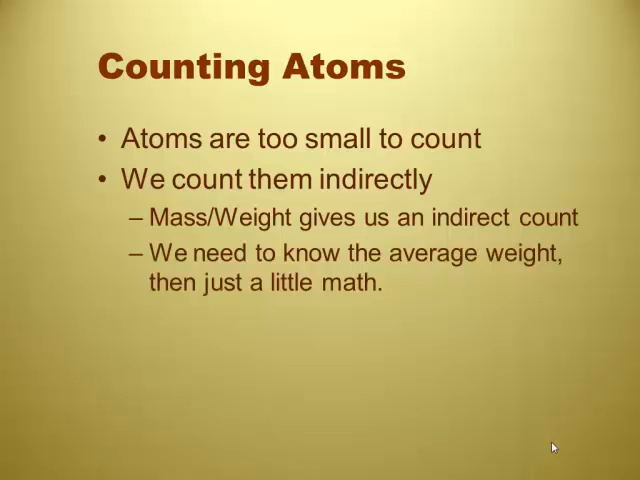 Counting Atoms
• Atoms are too small to count
• We count them indirectly
– Mass/Weight gives us an indirect count
– We need to know the average weight,
then just a little math.